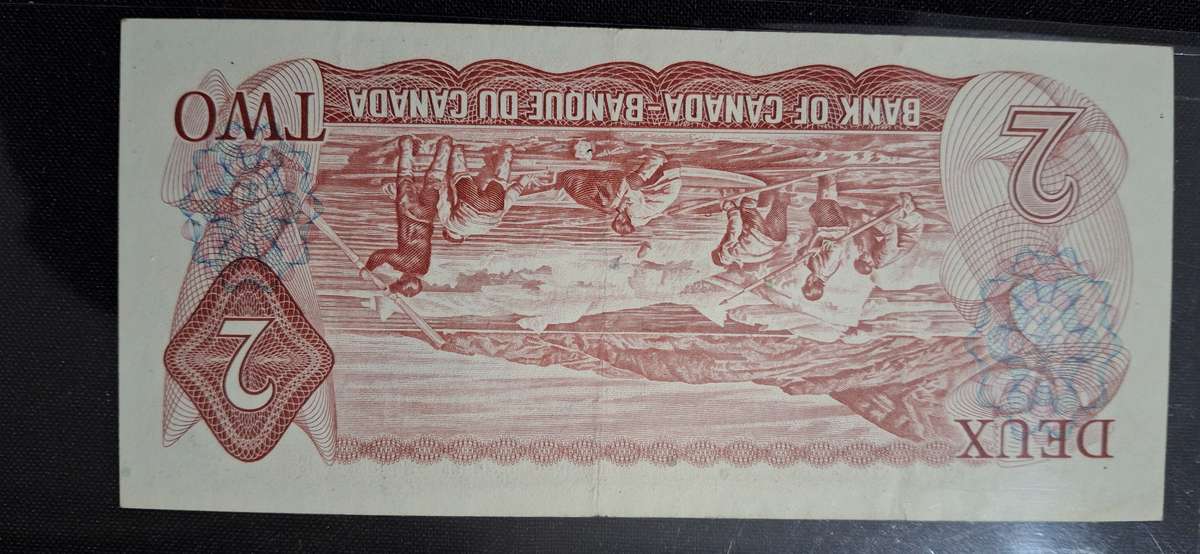 DEUX
2
2
BANK OF CANADA - BANQUE DU CANADA
TWO